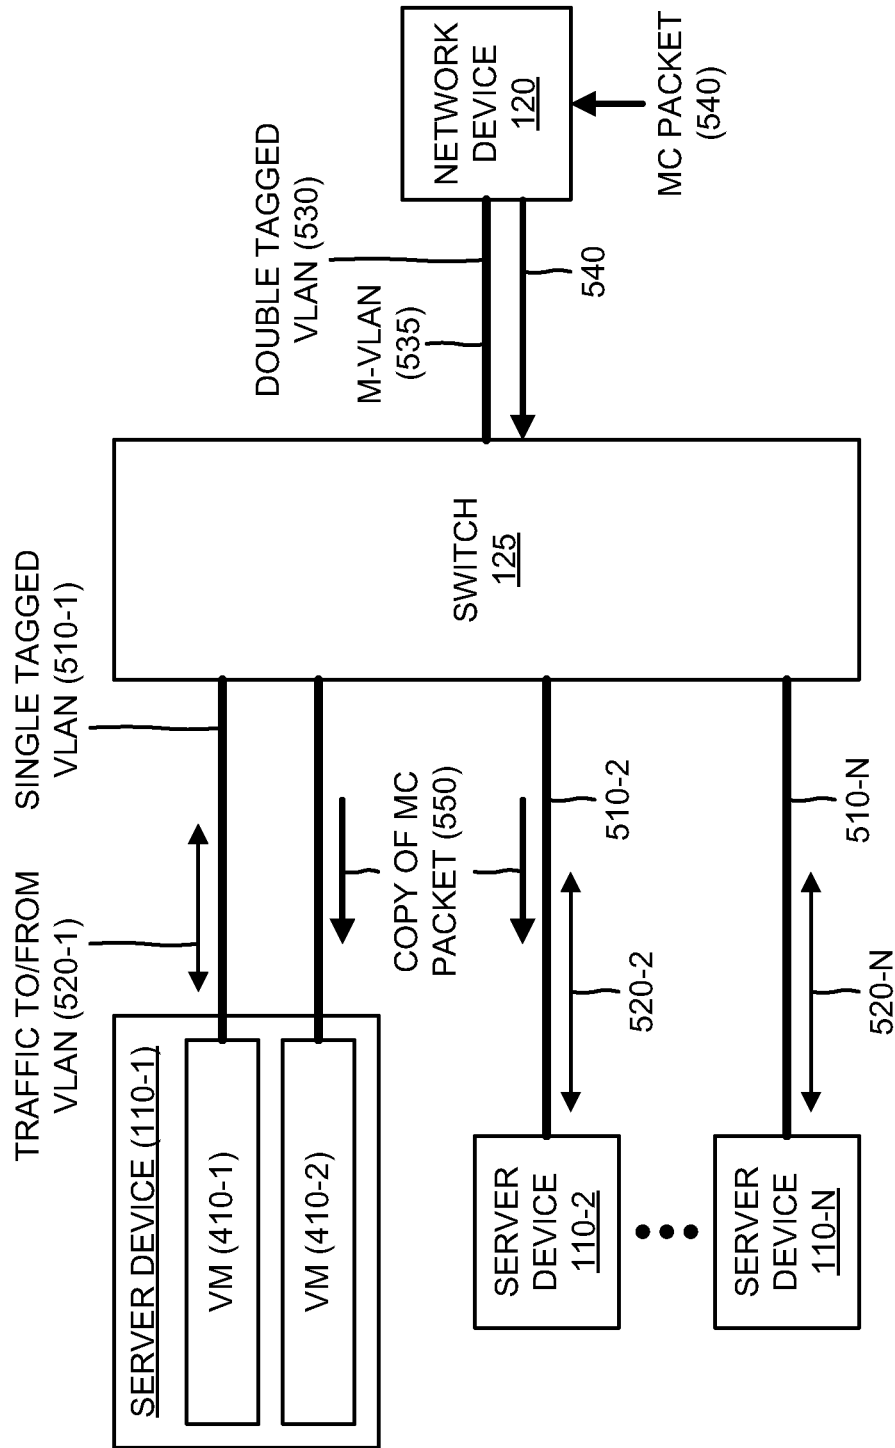 TRAFFIC TO/FROM
VLAN (520-1)
SINGLE TAGGED
VLAN (510-1)
DOUBLE TAGGED
VLAN (530)
M-VLAN
(535)
SERVER DEVICE (110-1)
VM (410-1)
VM (410-2)
COPY OF MC
PACKET (550)
SWITCH
125
540
NETWORK
DEVICE
120
MC PACKET
(540)
SERVER
DEVICE
110-2
520-2
510-2
SERVER
DEVICE
110-N
520-N
510-N